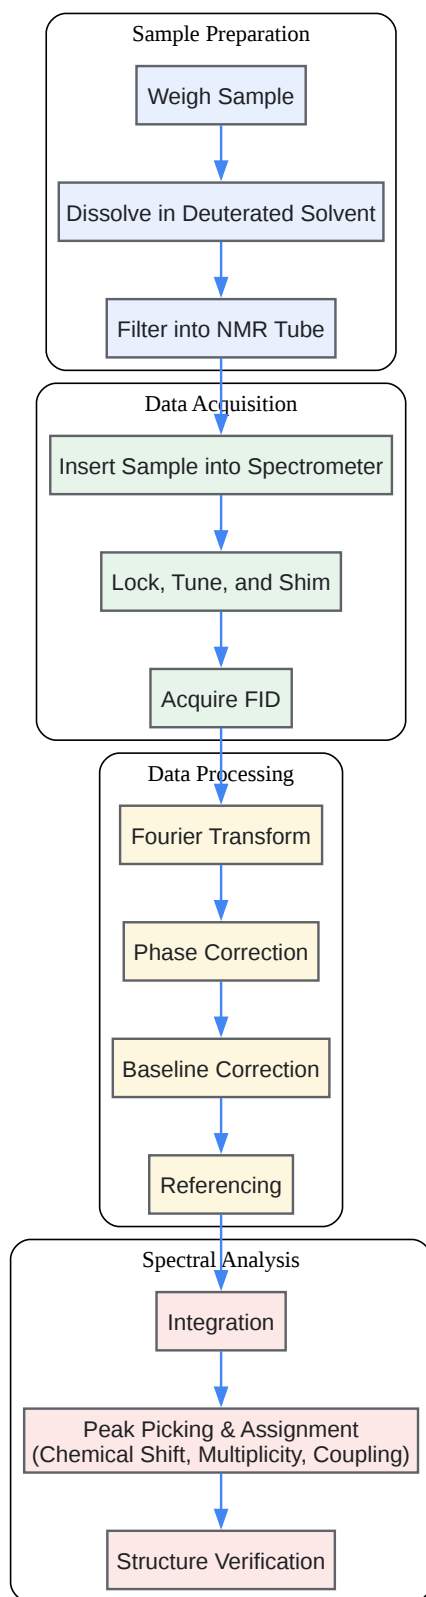 Sample Preparation
Weigh Sample
Dissolve in Deuterated Solvent
Filter into NMR Tube
Data Acquisition
Insert Sample into Spectrometer
Lock, Tune, and Shim
Acquire FID
Data Processing
Fourier Transform
Phase Correction
Baseline Correction
Referencing
Spectral Analysis
Integration
Peak Picking & Assignment
(Chemical Shift, Multiplicity, Coupling)
Structure Verification